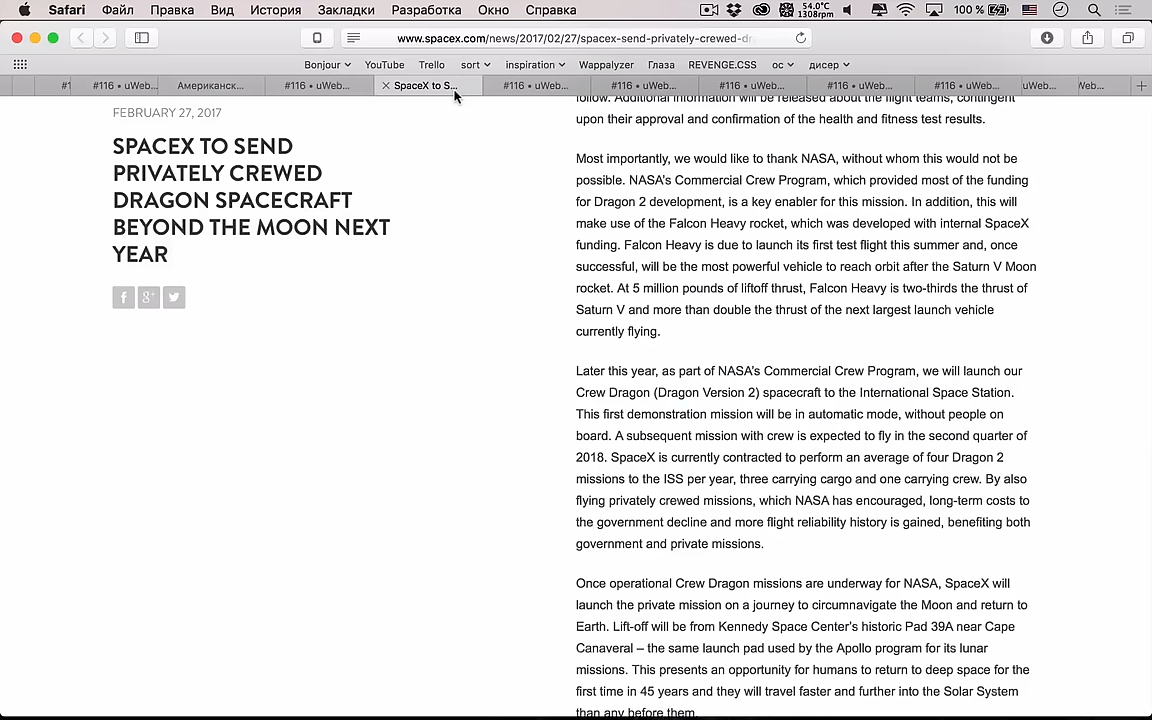 Safari Файл Правка Вид История Закладки Разработка Окно Справка
54.0°C
1308rpm
100 %
www.spacex.com/news/2017/02/27/spacex-send-privately-crewed-dr
Bonjour YouTube Trello sort inspiration Wappalyzer Глаза REVENGE.CSS ос дисер
#1 #116 • uWeb... Американск... #116 • uWeb... SpaceX to S... #116 • uWeb... #116 • uWeb... #116 • uWeb... #116 • uWeb... #116 • uWeb... uWeb... Web...
FEBRUARY 27, 2017
SPACEX TO SEND
PRIVATELY CREWED
DRAGON SPACECRAFT
BEYOND THE MOON NEXT
YEAR
follow. Additional information will be released about the flight teams, contingent
upon their approval and confirmation of the health and fitness test results.
Most importantly, we would like to thank NASA, without whom this would not be
possible. NASA's Commercial Crew Program, which provided most of the funding
for Dragon 2 development, is a key enabler for this mission. In addition, this will
make use of the Falcon Heavy rocket, which was developed with internal SpaceX
funding. Falcon Heavy is due to launch its first test flight this summer and, once
successful, will be the most powerful vehicle to reach orbit after the Saturn V Moon
rocket. At 5 million pounds of liftoff thrust, Falcon Heavy is two-thirds the thrust of
Saturn V and more than double the thrust of the next largest launch vehicle
currently flying.
Later this year, as part of NASA's Commercial Crew Program, we will launch our
Crew Dragon (Dragon Version 2) spacecraft to the International Space Station.
This first demonstration mission will be in automatic mode, without people on
board. A subsequent mission with crew is expected to fly in the second quarter of
2018. SpaceX is currently contracted to perform an average of four Dragon 2
missions to the ISS per year, three carrying cargo and one carrying crew. By also
flying privately crewed missions, which NASA has encouraged, long-term costs to
the government decline and more flight reliability history is gained, benefiting both
government and private missions.
Once operational Crew Dragon missions are underway for NASA, SpaceX will
launch the private mission on a journey to circumnavigate the Moon and return to
Earth. Lift-off will be from Kennedy Space Center's historic Pad 39A near Cape
Canaveral – the same launch pad used by the Apollo program for its lunar
missions. This presents an opportunity for humans to return to deep space for the
first time in 45 years and they will travel faster and further into the Solar System
than any before them.